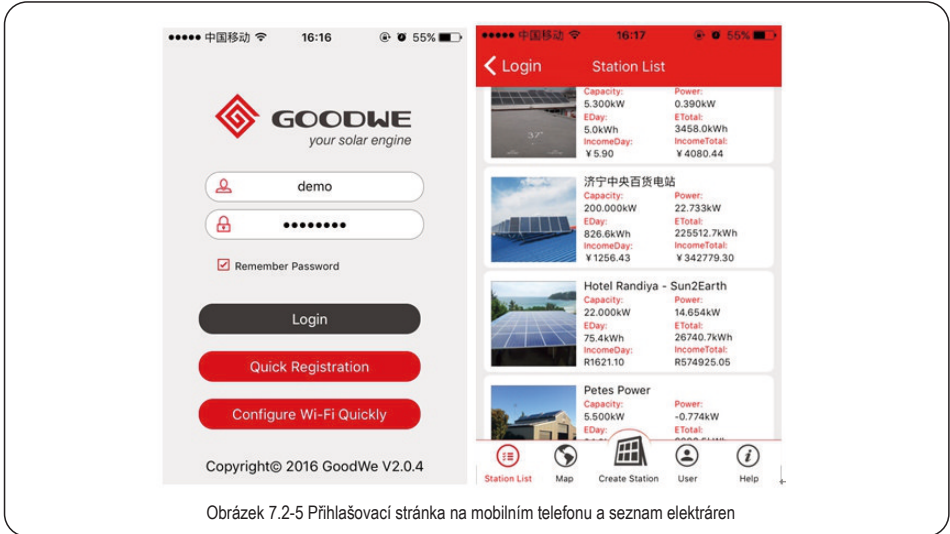 中国移动 16:16 55%
GOODWE
your solar engine
demo
Remember Password
Login
Quick Registration
Configure Wi-Fi Quickly
Copyright© 2016 GoodWe V2.0.4
中国移动 16:17 55%
Login Station List
Capacity: Power:
5.300kW 0.390kW
EDay: ETotal:
5.0kWh 3458.0kWh
IncomeDay: IncomeTotal:
¥ 5.90 ¥ 4080.44
济宁中央百货电站
Capacity: Power:
200.000kW 22.733kW
EDay: ETotal:
826.6kWh 225512.7kWh
IncomeDay: IncomeTotal:
¥ 1256.43 ¥ 342779.30
Hotel Randiya - Sun2Earth
Capacity: Power:
22.000kW 14.654kW
EDay: ETotal:
75.4kWh 26740.7kWh
IncomeDay: IncomeTotal:
R1621.10 R574925.05
Petes Power
Capacity: Power:
5.500kW -0.774kW
EDay: ETotal:
Station List Map Create Station User Help
Obrázek 7.2-5 Přihlašovací stránka na mobilním telefonu a seznam elektráren